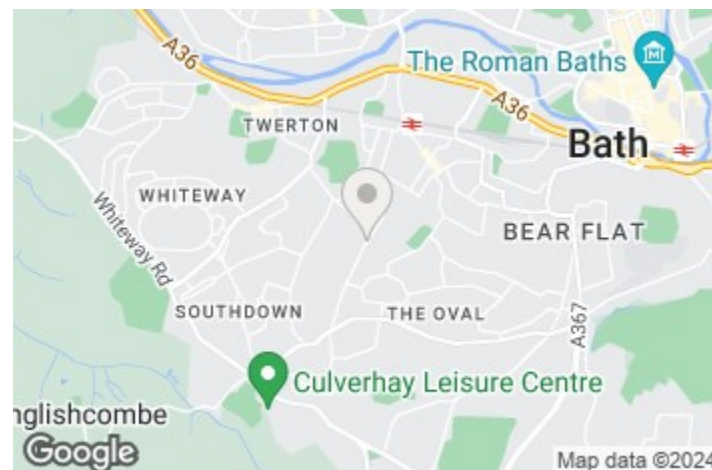 A36
The Roman Baths
A36
TWERTON
Bath
WHITEWAY
Whiteway Rd
BEAR FLAT
SOUTHDOWN
THE OVAL
A367
Culverhay Leisure Centre
nglishcombe
Google
Map data ©2024